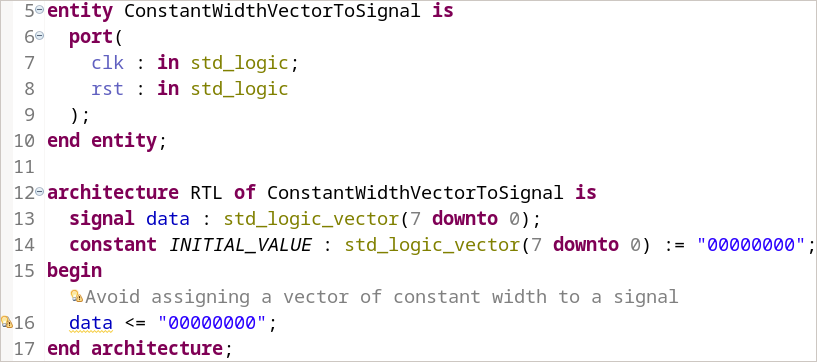 5 entity ConstantWidthVectorToSignal is
6   port(
7     clk : in std_logic;
8     rst : in std_logic
9   );
10 end entity;
11
12 architecture RTL of ConstantWidthVectorToSignal is
13   signal data : std_logic_vector(7 downto 0);
14   constant INITIAL_VALUE : std_logic_vector(7 downto 0) := "00000000";
15 begin
Avoid assigning a vector of constant width to a signal
16   data <= "00000000";
17 end architecture;